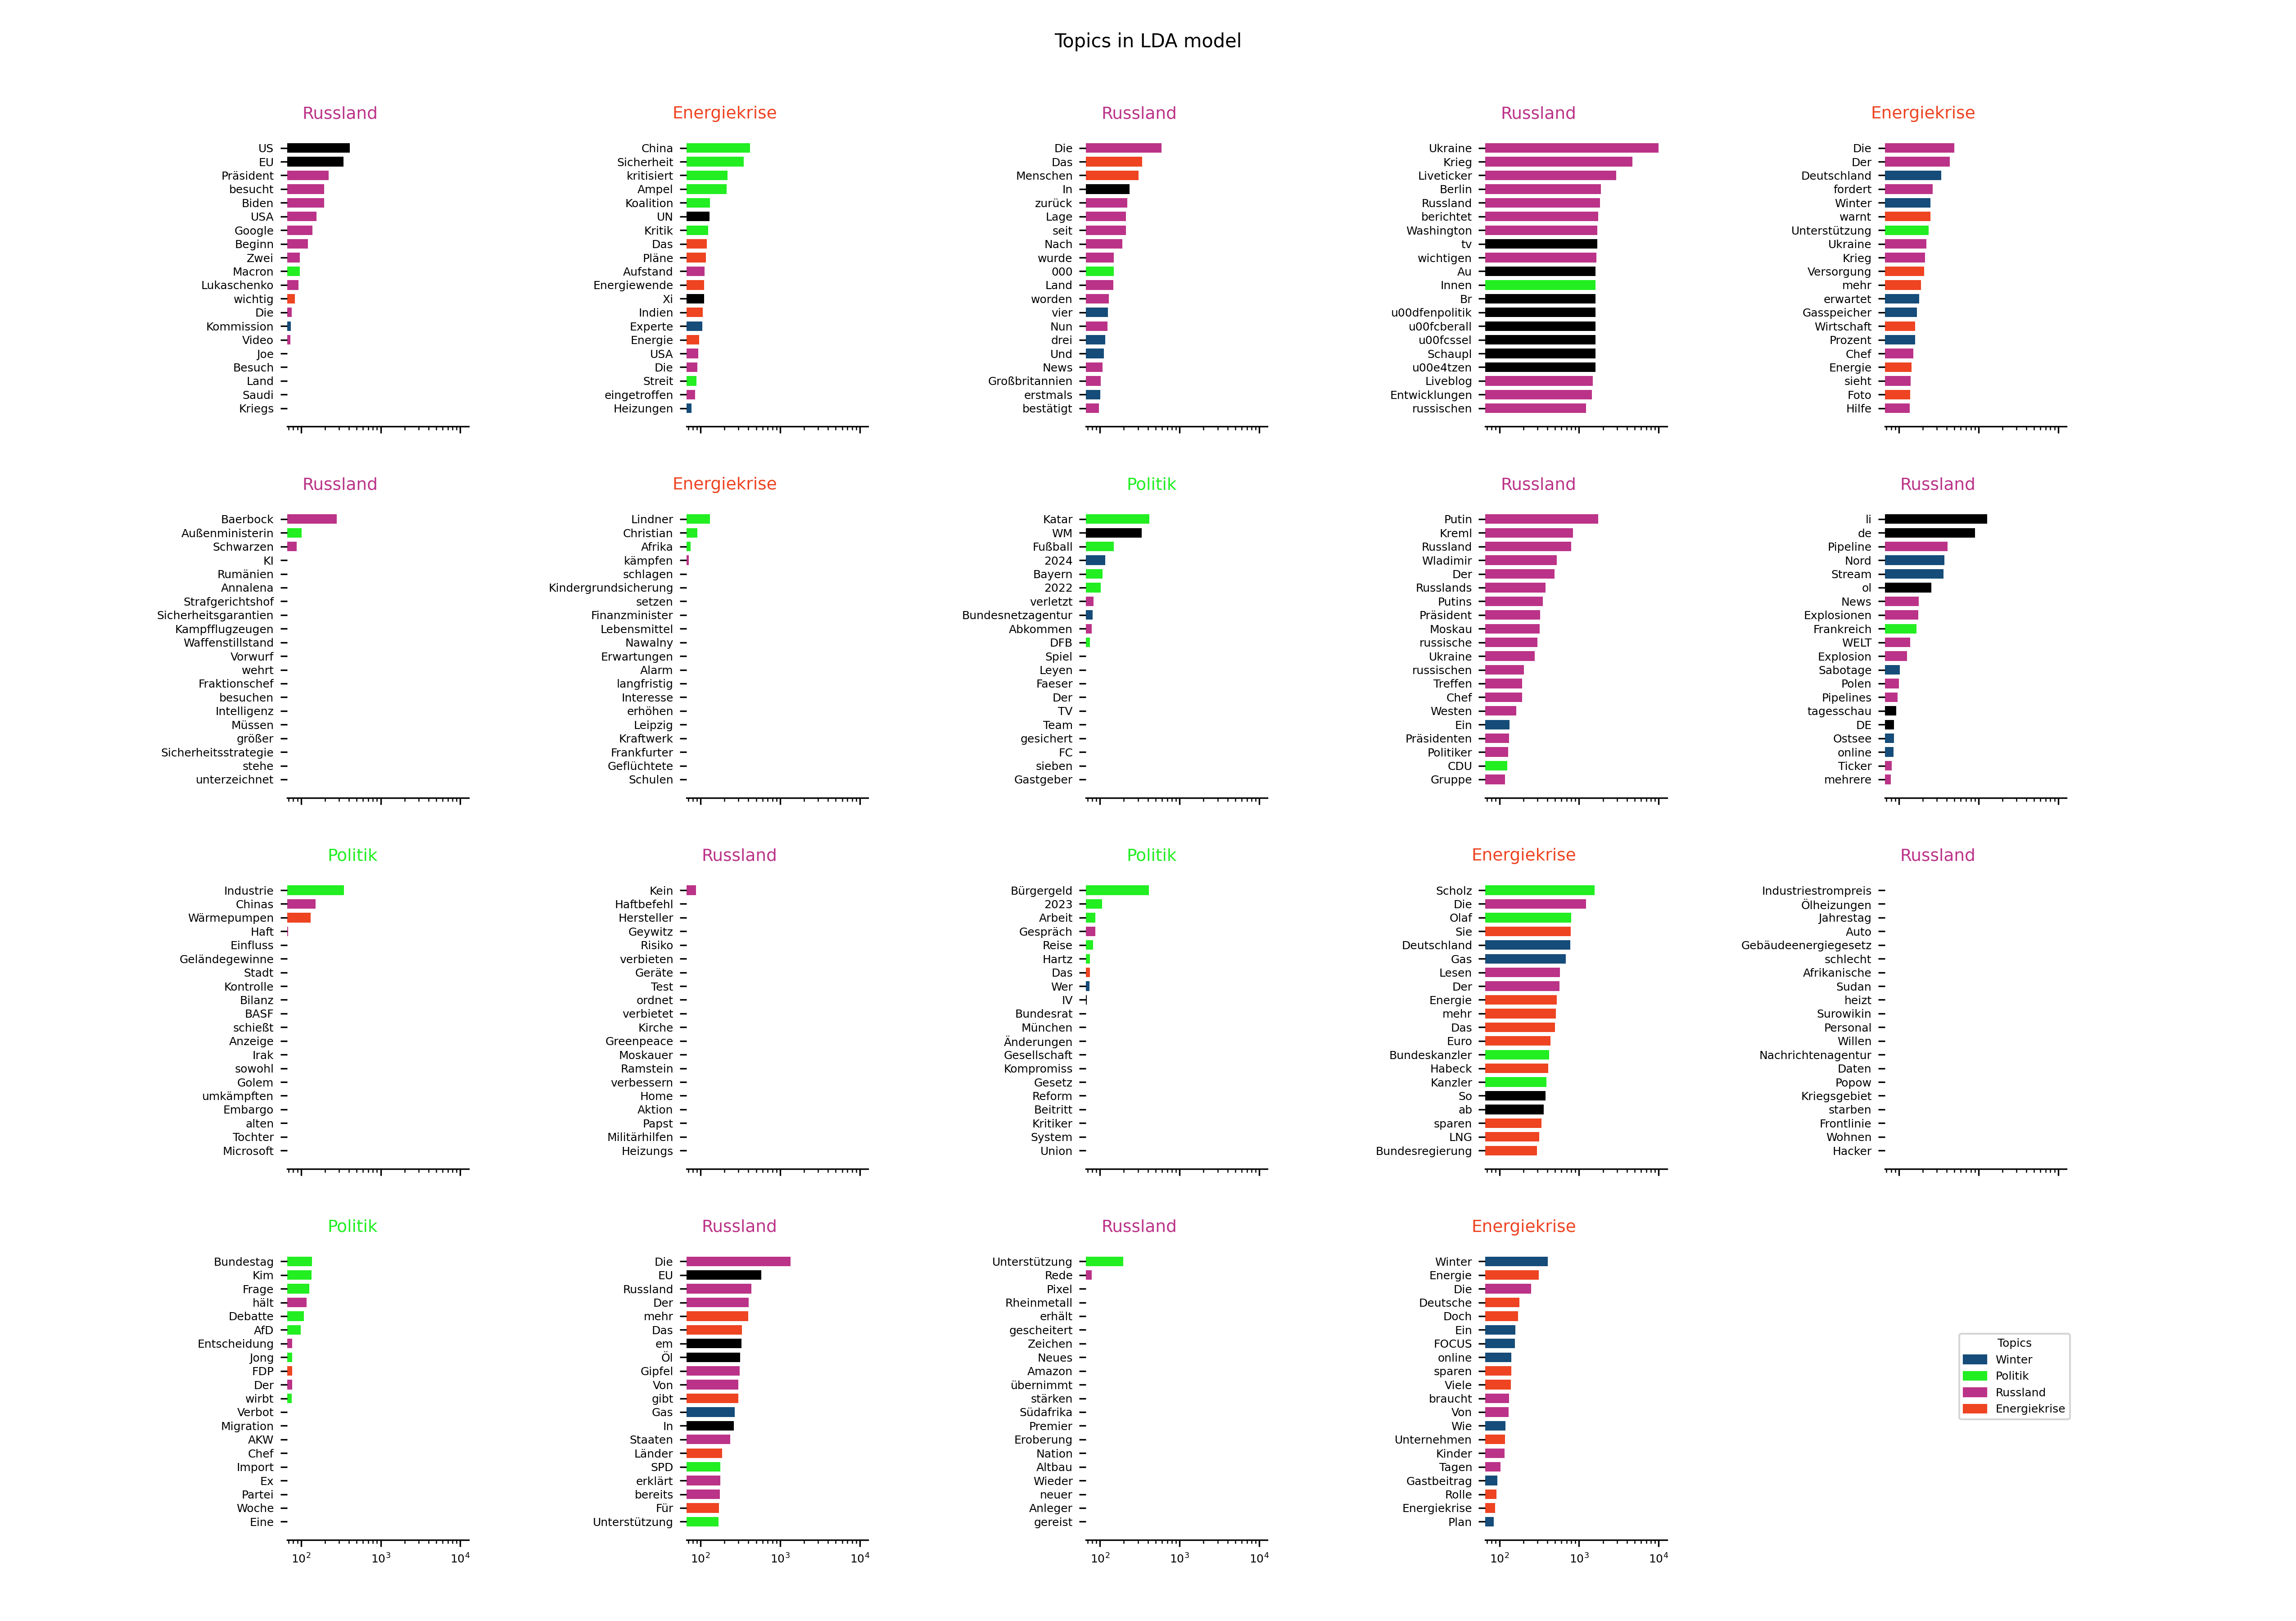 Topics in LDA model
Russland
US
EU
Präsident
besucht
Biden
USA
Google
Beginn
Zwei
Macron
Lukaschenko
wichtig
Die
Kommission
Video
Joe
Besuch
Land
Saudi
Kriegs
Energiekrise
China
Sicherheit
kritisiert
Ampel
Koalition
UN
Kritik
Das
Pläne
Aufstand
Energiewende
Xi
Indien
Experte
Energie
USA
Die
Streit
eingetroffen
Heizungen
Russland
Die
Das
Menschen
In
zurück
Lage
seit
Nach
wurde
000
Land
worden
vier
Nun
drei
Und
News
Großbritannien
erstmals
bestätigt
Russland
Ukraine
Krieg
Liveticker
Berlin
Russland
berichtet
Washington
tv
wichtigen
Au
Innen
Br
u00dfenpolitik
u00fcberall
u00fcssel
Schaupl
u00e4tzen
Liveblog
Entwicklungen
russischen
Energiekrise
Die
Der
Deutschland
fordert
Winter
warnt
Unterstützung
Ukraine
Krieg
Versorgung
mehr
erwartet
Gasspeicher
Wirtschaft
Prozent
Chef
Energie
sieht
Foto
Hilfe
Russland
Baerbock
Außenministerin
Schwarzen
KI
Rumänien
Annalena
Strafgerichtshof
Sicherheitsgarantien
Kampfflugzeugen
Waffenstillstand
Vorwurf
wehrt
Fraktionschef
besuchen
Intelligenz
Müssen
größer
Sicherheitsstrategie
stehe
unterzeichnet
Energiekrise
Lindner
Christian
Afrika
kämpfen
schlagen
Kindergrundsicherung
setzen
Finanzminister
Lebensmittel
Nawalny
Erwartungen
Alarm
langfristig
Interesse
erhöhen
Leipzig
Kraftwerk
Frankfurter
Geflüchtete
Schulen
Politik
Katar
WM
Fußball
2024
Bayern
2022
verletzt
Bundesnetzagentur
Abkommen
DFB
Spiel
Leyen
Faeser
Der
TV
Team
gesichert
FC
sieben
Gastgeber
Russland
Putin
Kreml
Russland
Wladimir
Der
Russlands
Putins
Präsident
Moskau
russische
Ukraine
russischen
Treffen
Chef
Westen
Ein
Präsidenten
Politiker
CDU
Gruppe
Russland
li
de
Pipeline
Nord
Stream
ol
News
Explosionen
Frankreich
WELT
Explosion
Sabotage
Polen
Pipelines
tagesschau
DE
Ostsee
online
Ticker
mehrere
Politik
Industrie
Chinas
Wärmepumpen
Haft
Einfluss
Geländegewinne
Stadt
Kontrolle
Bilanz
BASF
schießt
Anzeige
Irak
sowohl
Golem
umkämpften
Embargo
alten
Tochter
Microsoft
Russland
Kein
Haftbefehl
Hersteller
Geywitz
Risiko
verbieten
Geräte
Test
ordnet
verbietet
Kirche
Greenpeace
Moskauer
Ramstein
verbessern
Home
Aktion
Papst
Militärhilfen
Heizungs
Politik
Bürgergeld
2023
Arbeit
Gespräch
Reise
Hartz
Das
Wer
IV
Bundesrat
München
Änderungen
Gesellschaft
Kompromiss
Gesetz
Reform
Beitritt
Kritiker
System
Union
Energiekrise
Scholz
Die
Olaf
Sie
Deutschland
Gas
Lesen
Der
Energie
mehr
Das
Euro
Bundeskanzler
Habeck
Kanzler
So
ab
sparen
LNG
Bundesregierung
Russland
Industriestrompreis
Ölheizungen
Jahrestag
Auto
Gebäudeenergiegesetz
schlecht
Afrikanische
Sudan
heizt
Surowikin
Personal
Willen
Nachrichtenagentur
Daten
Popow
Kriegsgebiet
starben
Frontlinie
Wohnen
Hacker
Politik
Bundestag
Kim
Frage
hält
Debatte
AfD
Entscheidung
Jong
FDP
Der
wirbt
Verbot
Migration
AKW
Chef
Import
Ex
Partei
Woche
Eine
10² 10³ 10⁴
Russland
Die
EU
Russland
Der
mehr
Das
em
Öl
Gipfel
Von
gibt
Gas
In
Staaten
Länder
SPD
erklärt
bereits
Für
Unterstützung
10² 10³ 10⁴
Russland
Unterstützung
Rede
Pixel
Rheinmetall
erhält
gescheitert
Zeichen
Neues
Amazon
übernimmt
stärken
Südafrika
Premier
Eroberung
Nation
Altbau
Wieder
neuer
Anleger
gereist
10² 10³ 10⁴
Energiekrise
Winter
Energie
Die
Deutsche
Doch
Ein
FOCUS
online
sparen
Viele
braucht
Von
Wie
Unternehmen
Kinder
Tagen
Gastbeitrag
Rolle
Energiekrise
Plan
10² 10³ 10⁴
Topics
Winter
Politik
Russland
Energiekrise